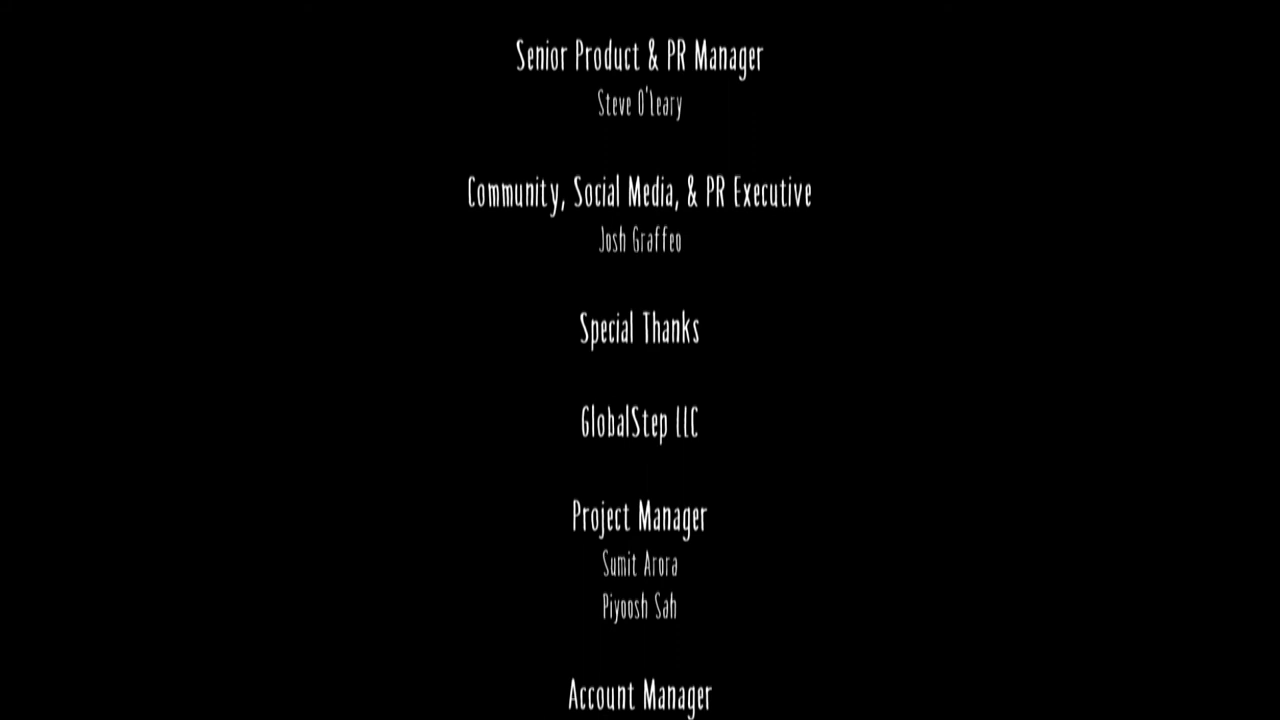 Senior Product & PR Manager
Steve O'Leary
Community, Social Media, & PR Executive
Josh Graffeo
Special Thanks
GlobalStep LLC
Project Manager
Sumit Arora
Piyoosh Sah
Account Manager